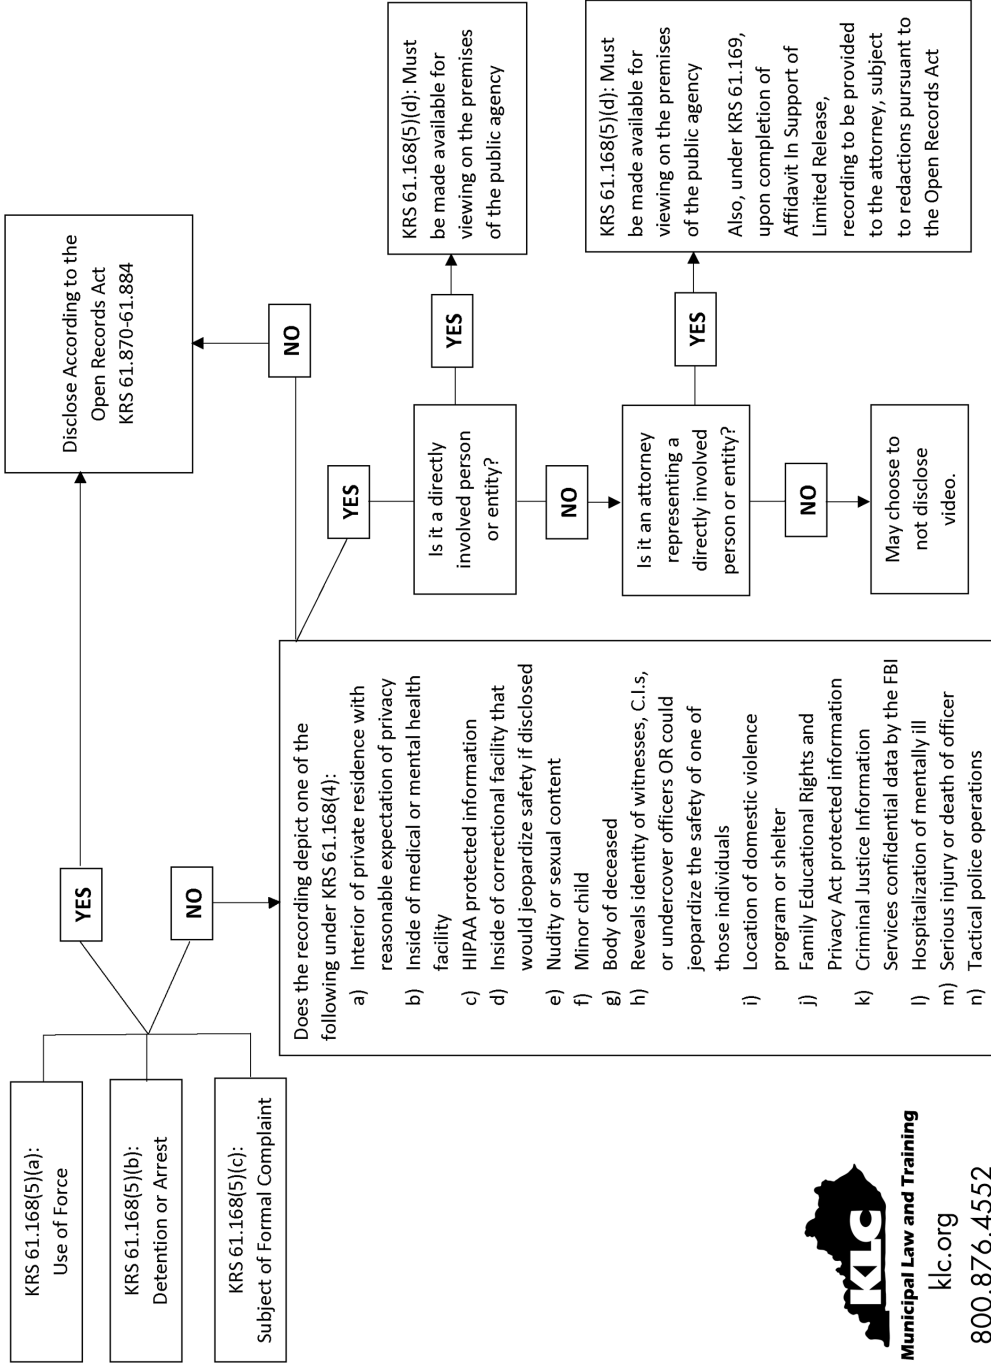 KRS 61.168(5)(a):
Use of Force
KRS 61.168(5)(b):
Detention or Arrest
KRS 61.168(5)(c):
Subject of Formal Complaint
YES
NO
Disclose According to the
Open Records Act
KRS 61.870-61.884
Does the recording depict one of the
following under KRS 61.168(4):
a) Interior of private residence with
reasonable expectation of privacy
b) Inside of medical or mental health
facility
c) HIPAA protected information
d) Inside of correctional facility that
would jeopardize safety if disclosed
e) Nudity or sexual content
f) Minor child
g) Body of deceased
h) Reveals identity of witnesses, C.I.s,
or undercover officers OR could
jeopardize the safety of one of
those individuals
i) Location of domestic violence
program or shelter
j) Family Educational Rights and
Privacy Act protected information
k) Criminal Justice Information
Services confidential data by the FBI
l) Hospitalization of mentally ill
m) Serious injury or death of officer
n) Tactical police operations
NO
YES
Is it a directly
involved person
or entity?
YES
KRS 61.168(5)(d): Must
be made available for
viewing on the premises
of the public agency
NO
Is it an attorney
representing a
directly involved
person or entity?
YES
KRS 61.168(5)(d): Must
be made available for
viewing on the premises
of the public agency
Also, under KRS 61.169,
upon completion of
Affidavit In Support of
Limited Release,
recording to be provided
to the attorney, subject
to redactions pursuant to
the Open Records Act
NO
May choose to
not disclose
video.
KLC
Municipal Law and Training
klc.org
800.876.4552